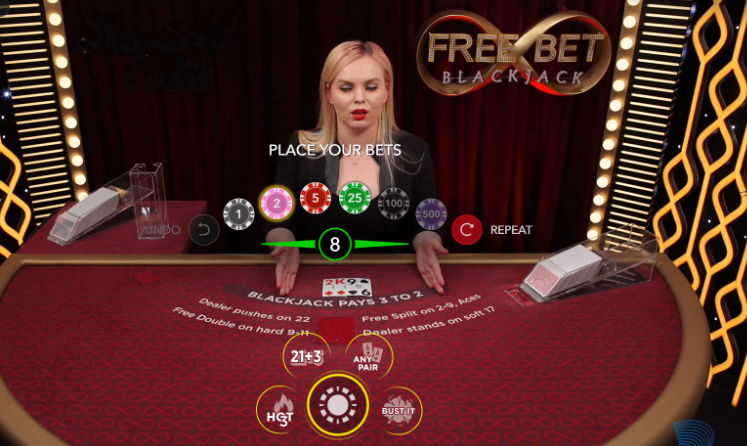 FREE BET
BLACKJACK
PLACE YOUR BETS
1
2
5
25
100
500
UNDO
REPEAT
8
2K9
6
BLACKJACK PAYS 3 TO 2
Dealer pushes on 22
Free Split on 2-9, Aces
Free Double on hard 9-11
Dealer stands on soft 17
21+3
ANY
PAIR
HOT
3
BUST IT